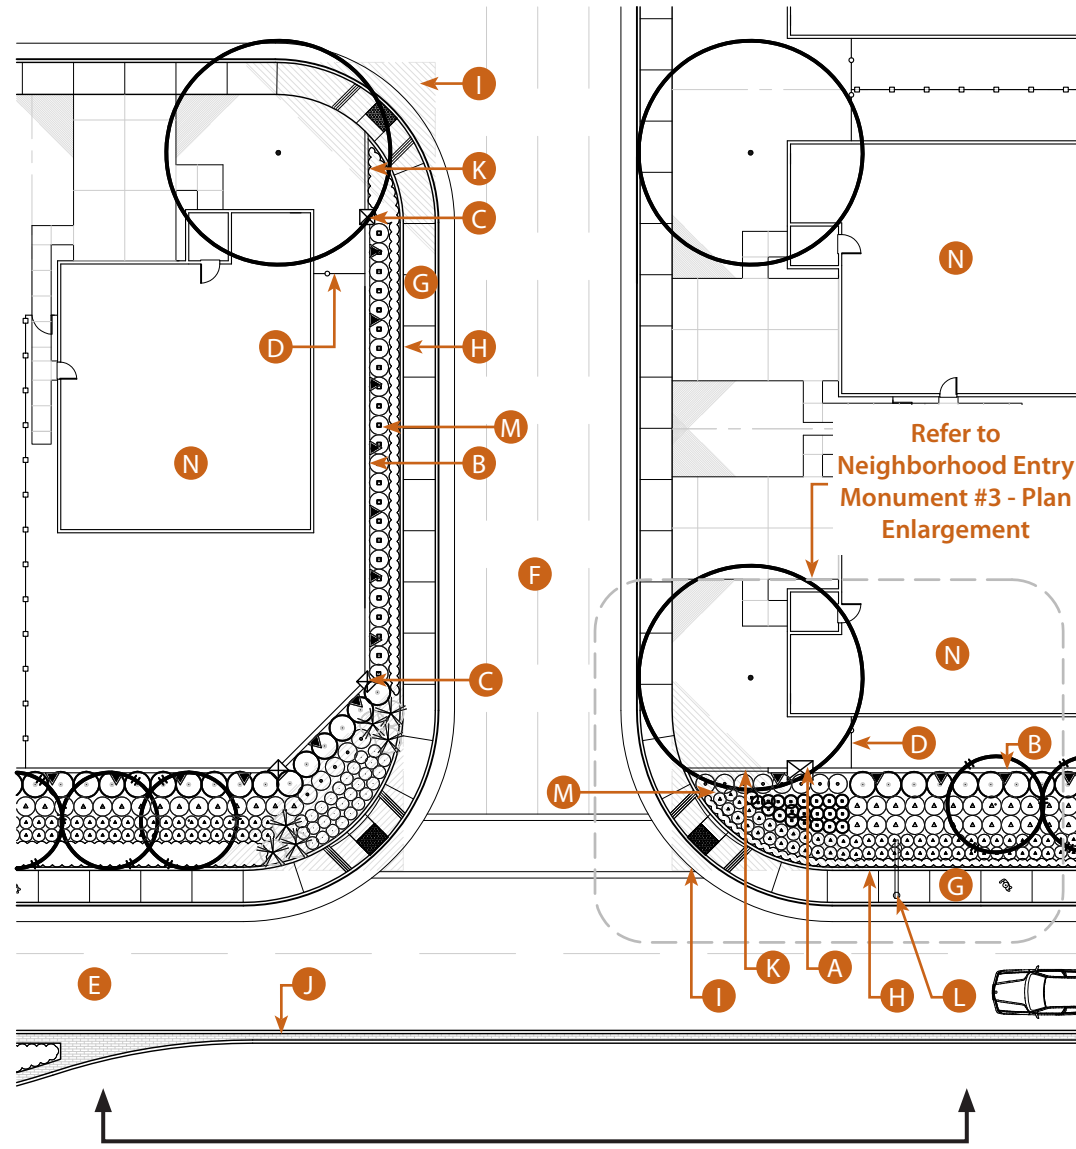 I
K
C
N
G
D
H
M
B
N
Refer to
Neighborhood Entry
Monument #3 - Plan
Enlargement
F
N
C
D
B
M
G
K
A
E
J
I
H
L